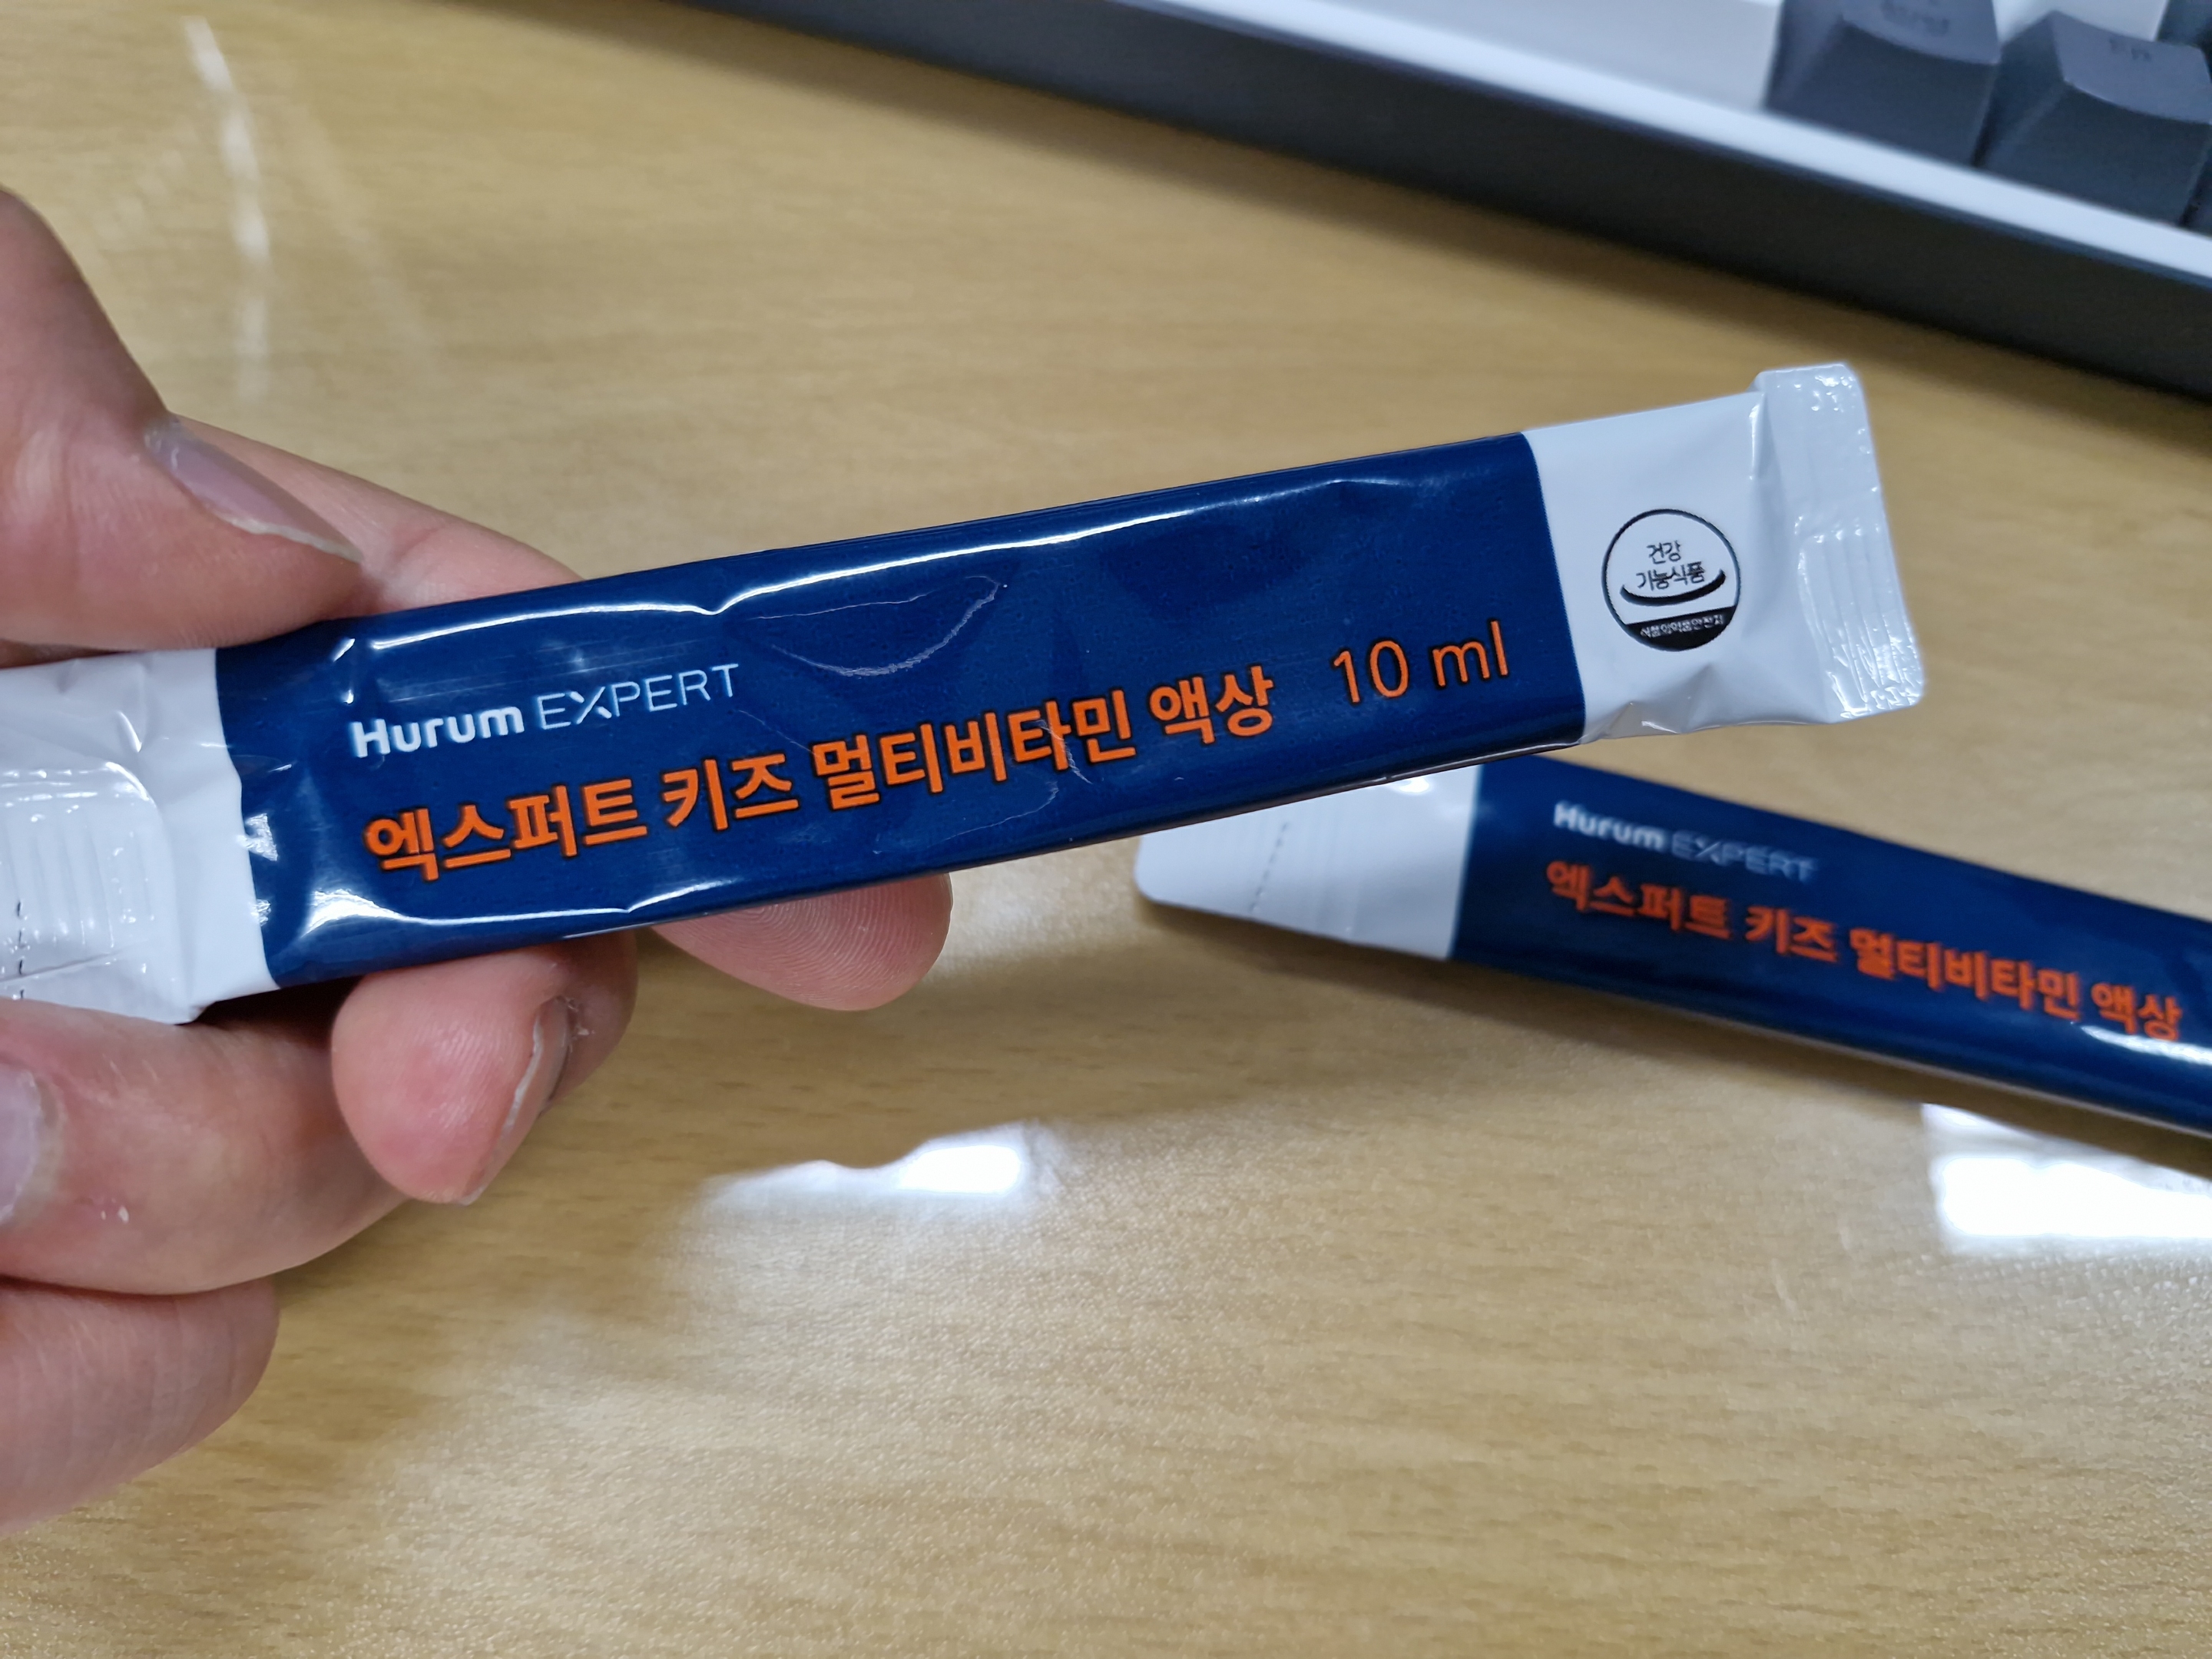 Hurum EXPERT
엑스퍼트 키즈 멀티비타민 액상 10 ml
건강
기능식품
식품의약품안전처
Hurum EXPERT
엑스퍼트 키즈 멀티비타민 액상